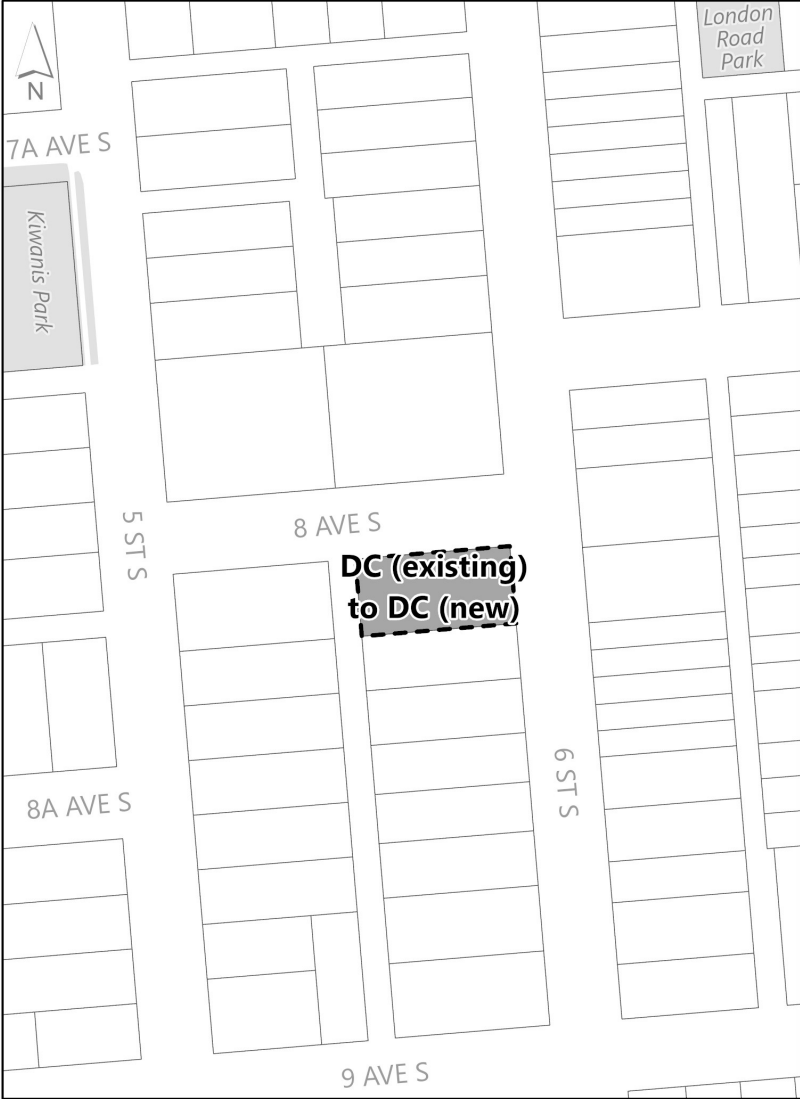 London
Road
Park
N
7A AVE S
Kiwanis Park
8 AVE S
5 ST S
DC (existing)
to DC (new)
6 ST S
8A AVE S
9 AVE S